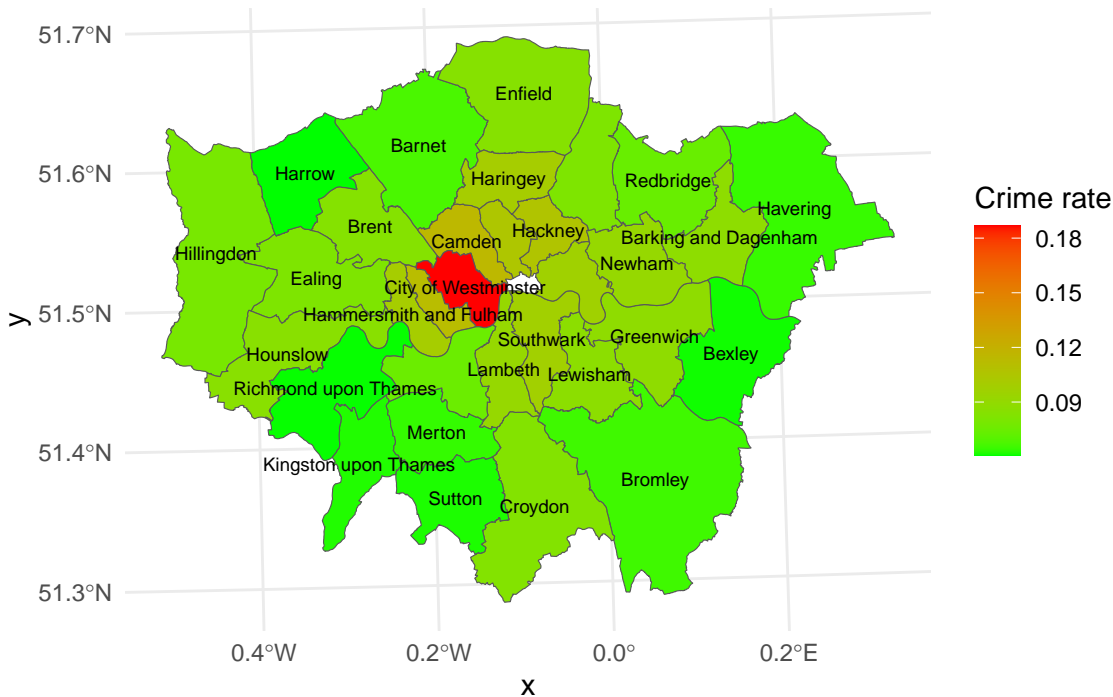 51.7°N
51.6°N
51.5°N
51.4°N
51.3°N
y
Enfield
Barnet
Harrow
Haringey
Redbridge
Havering
Brent
Hackney
Camden
Barking and Dagenham
Hillingdon
Newham
Ealing
City of Westminster
Hammersmith and Fulham
Southwark
Greenwich
Hounslow
Bexley
Lambeth
Lewisham
Richmond upon Thames
Merton
Kingston upon Thames
Bromley
Sutton
Croydon
0.4°W
0.2°W
0.0°
0.2°E
x
Crime rate
0.18
0.15
0.12
0.09